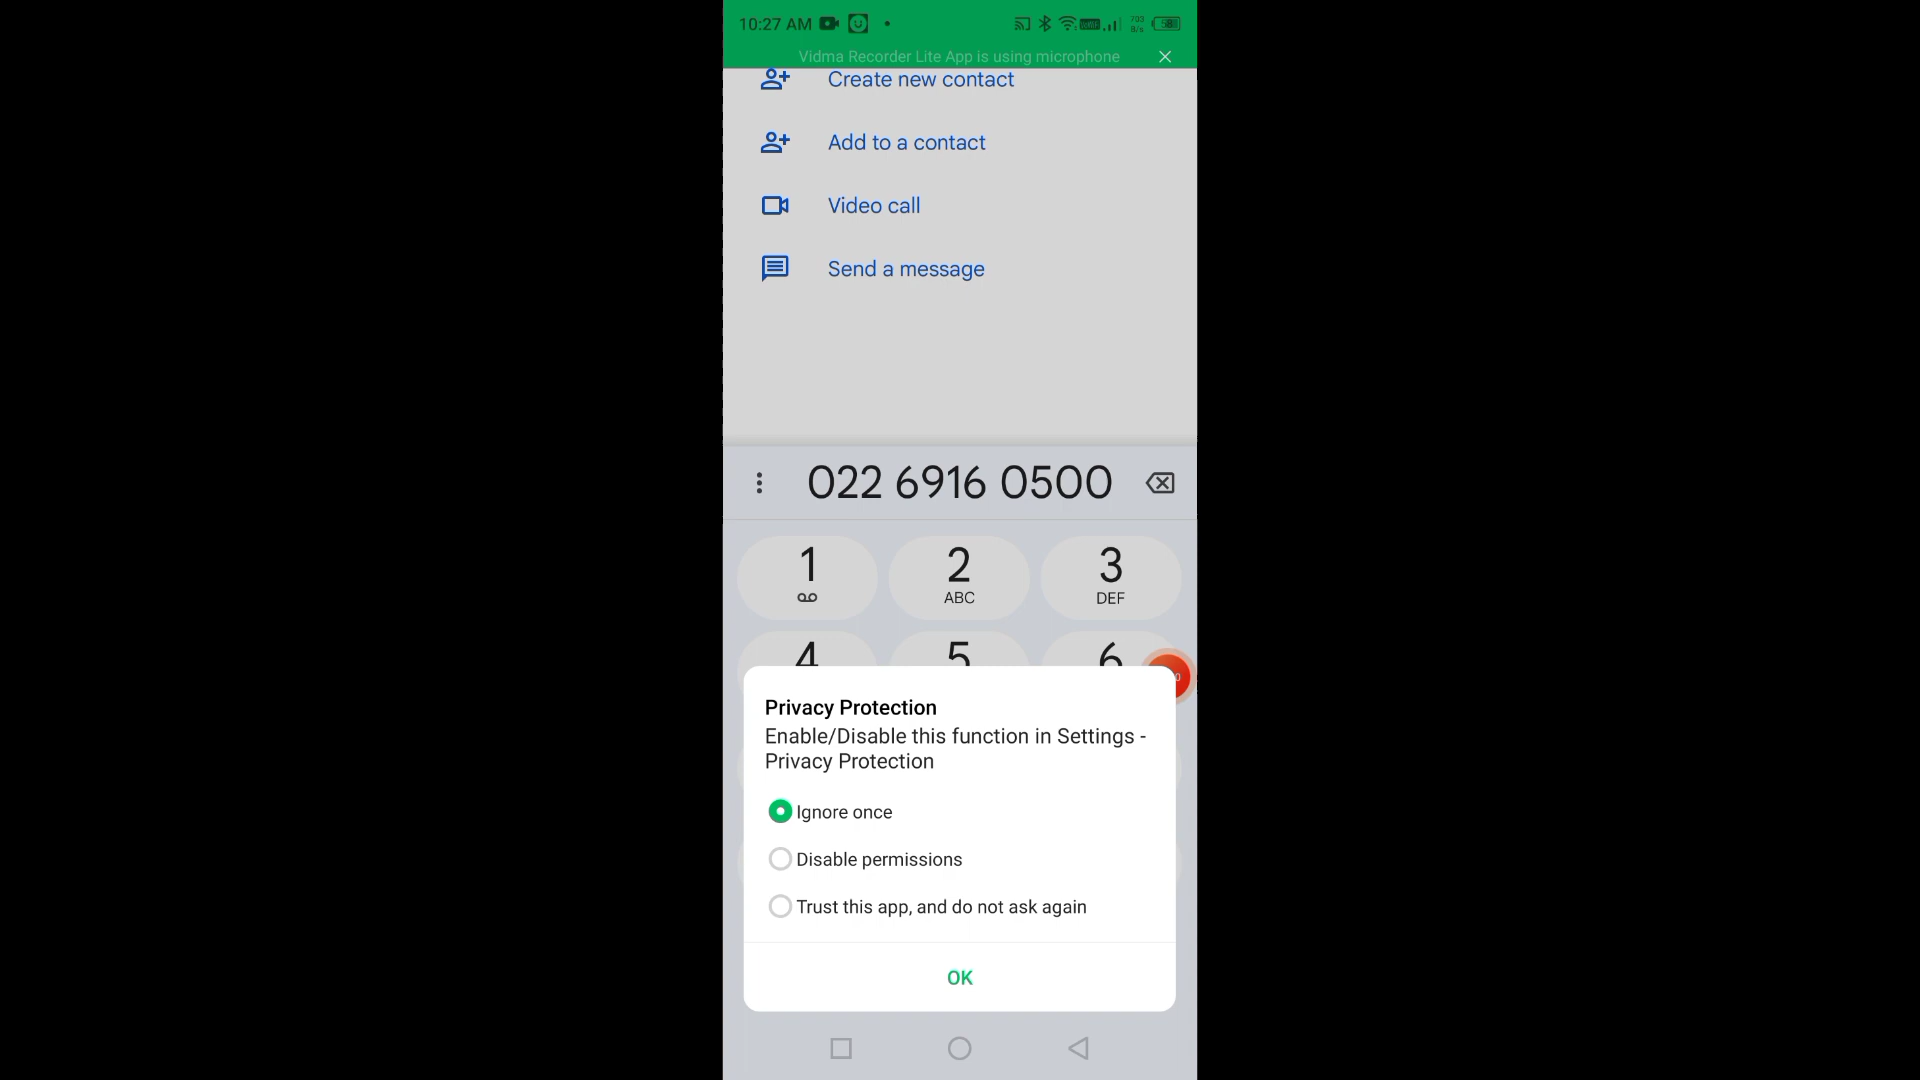 10:27 AM
Vidma Recorder Lite App is using microphone
Create new contact
Add to a contact
Video call
Send a message
022 6916 0500
1 2 3
ABC DEF
4 5 6
Privacy Protection
Enable/Disable this function in Settings -
Privacy Protection
Ignore once
Disable permissions
Trust this app, and do not ask again
OK